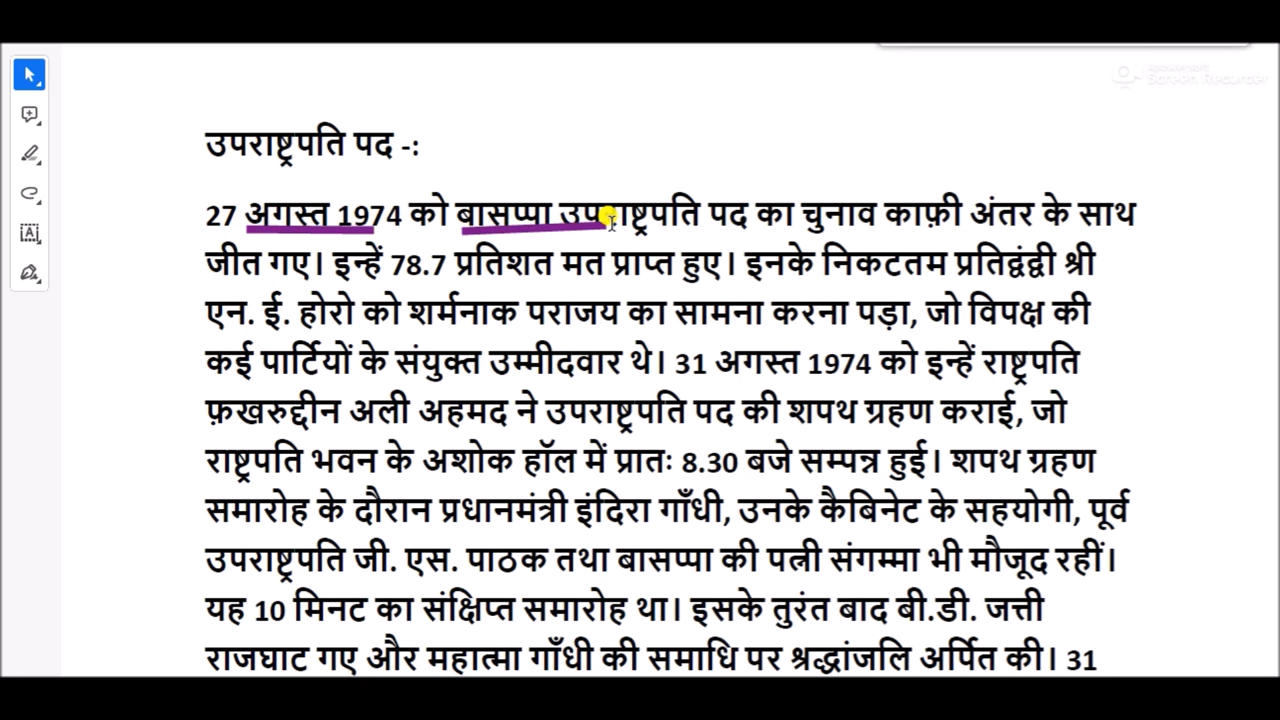 उपराष्ट्रपति पद -:
27 अगस्त 1974 को बासप्पा उपराष्ट्रपति पद का चुनाव काफ़ी अंतर के साथ
जीत गए। इन्हें 78.7 प्रतिशत मत प्राप्त हुए। इनके निकटतम प्रतिद्वंद्वी श्री
एन. ई. होरो को शर्मनाक पराजय का सामना करना पड़ा, जो विपक्ष की
कई पार्टियों के संयुक्त उम्मीदवार थे। 31 अगस्त 1974 को इन्हें राष्ट्रपति
फ़खरुद्दीन अली अहमद ने उपराष्ट्रपति पद की शपथ ग्रहण कराई, जो
राष्ट्रपति भवन के अशोक हॉल में प्रातः 8.30 बजे सम्पन्न हुई। शपथ ग्रहण
समारोह के दौरान प्रधानमंत्री इंदिरा गाँधी, उनके कैबिनेट के सहयोगी, पूर्व
उपराष्ट्रपति जी. एस. पाठक तथा बासप्पा की पत्नी संगम्मा भी मौजूद रहीं।
यह 10 मिनट का संक्षिप्त समारोह था। इसके तुरंत बाद बी.डी. जत्ती
राजघाट गए और महात्मा गाँधी की समाधि पर श्रद्धांजलि अर्पित की। 31
Screen Recorder